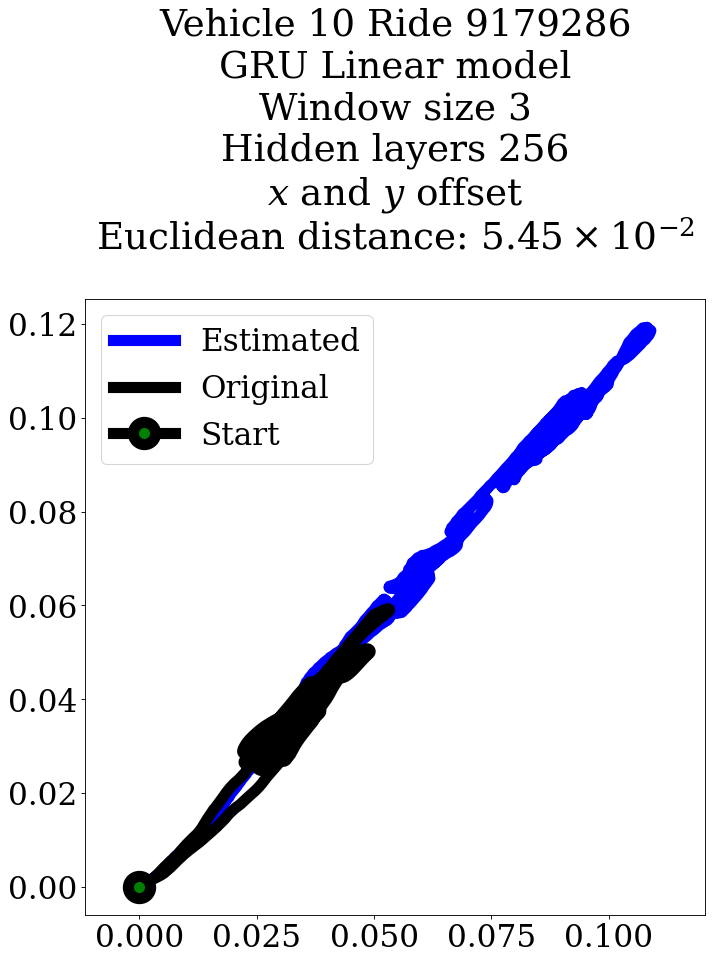 Vehicle 10 Ride 9179286
GRU Linear model
Window size 3
Hidden layers 256
x and y offset
Euclidean distance: 5.45 × 10⁻²
Estimated
Original
Start
0.12
0.10
0.08
0.06
0.04
0.02
0.00
0.000 0.025 0.050 0.075 0.100